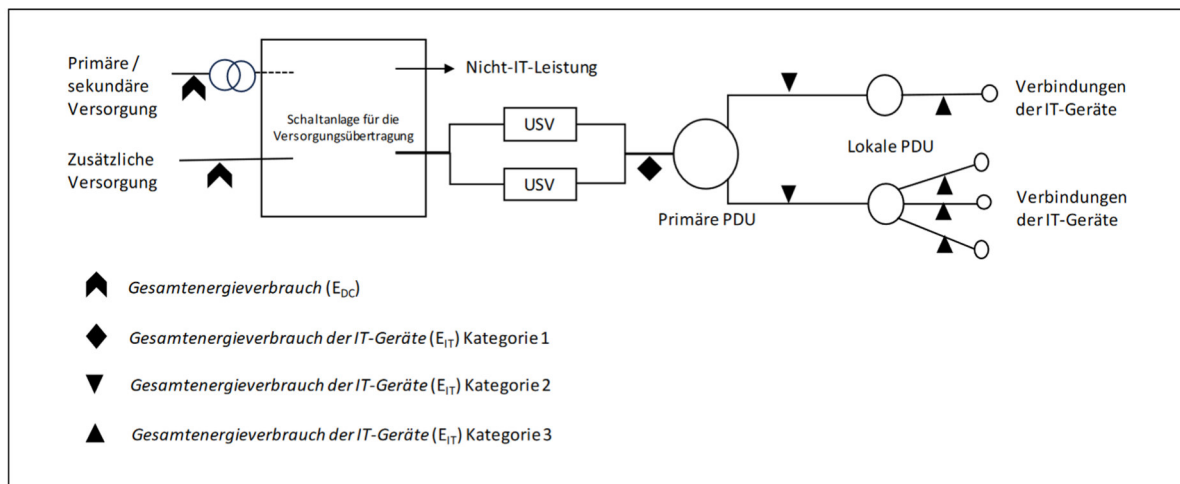 Primäre /
sekundäre
Versorgung
Nicht-IT-Leistung
Schaltanlage für die
Versorgungsübertragung
Zusätzliche
Versorgung
USV
USV
Primäre PDU
Lokale PDU
Verbindungen
der IT-Geräte
Verbindungen
der IT-Geräte
Gesamtenergieverbrauch (EDC)
Gesamtenergieverbrauch der IT-Geräte (EIT) Kategorie 1
Gesamtenergieverbrauch der IT-Geräte (EIT) Kategorie 2
Gesamtenergieverbrauch der IT-Geräte (EIT) Kategorie 3